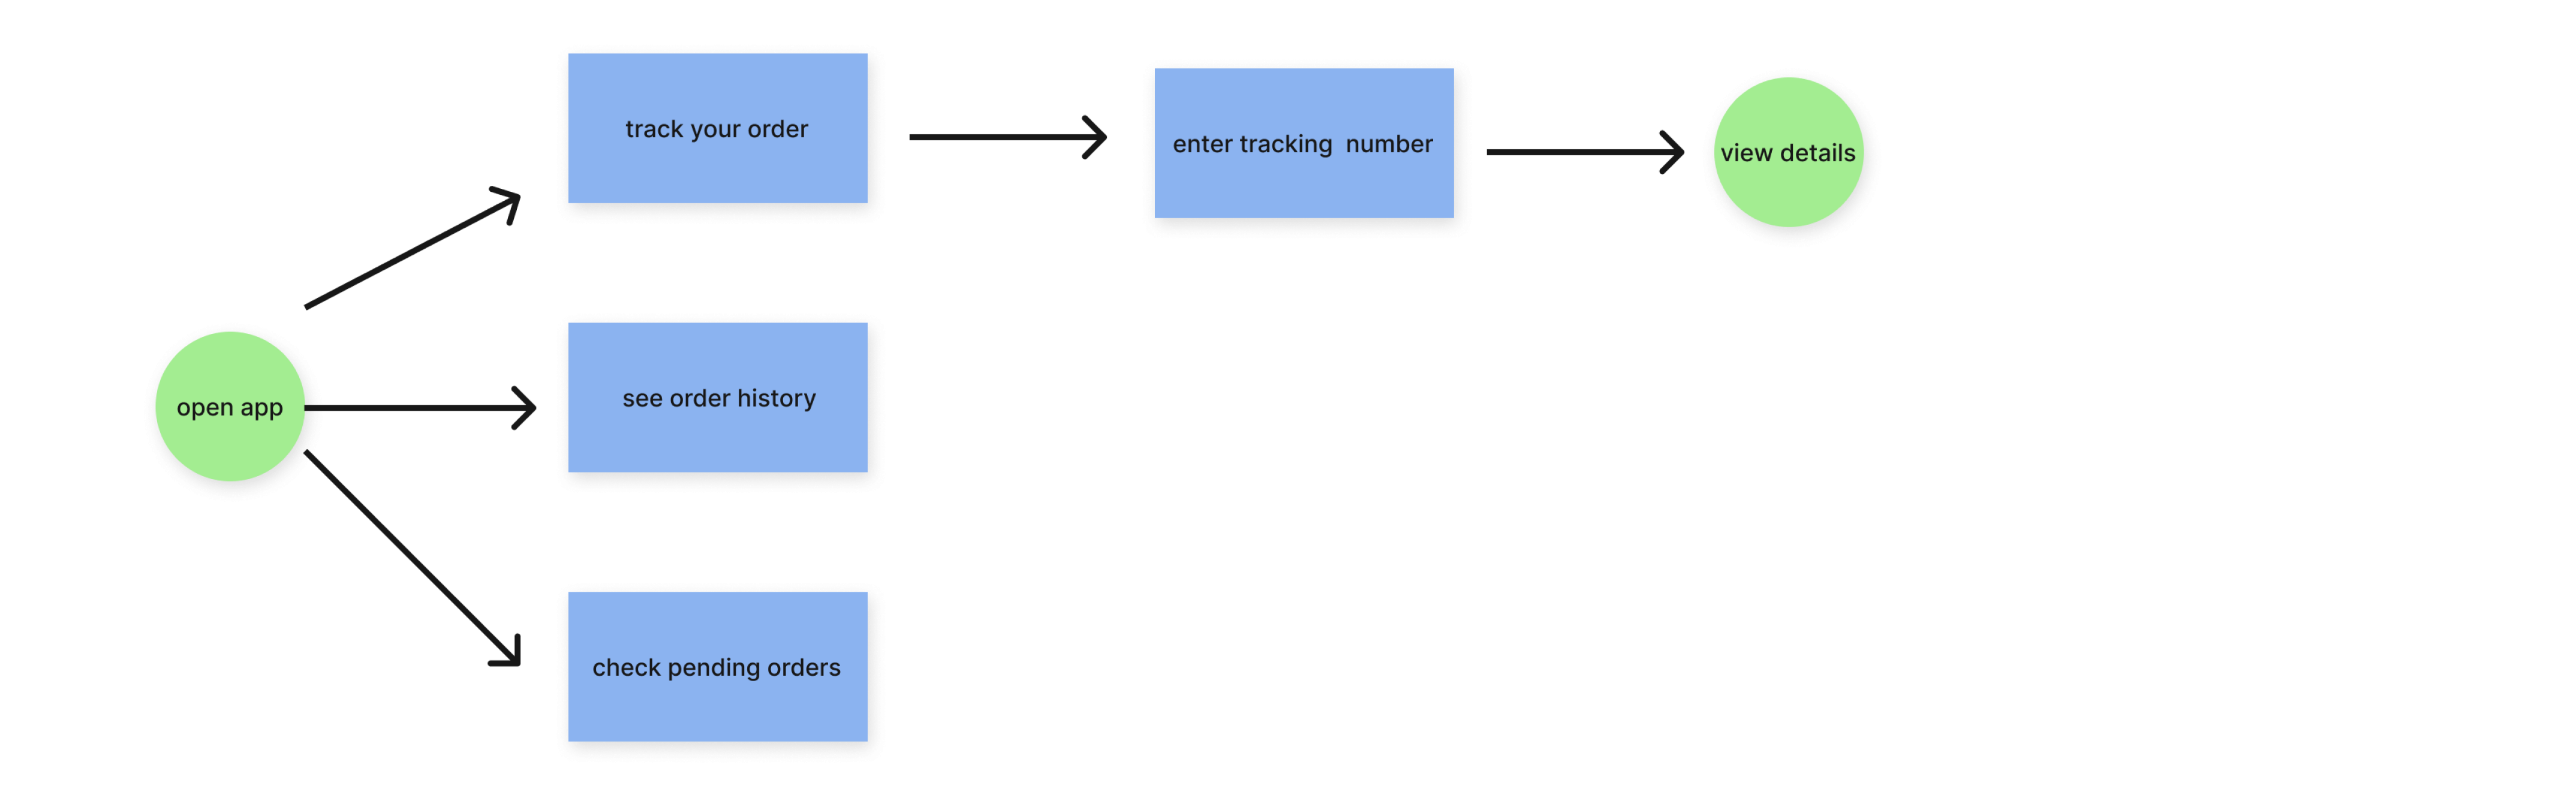 track your order
enter tracking  number
view details
open app
see order history
check pending orders